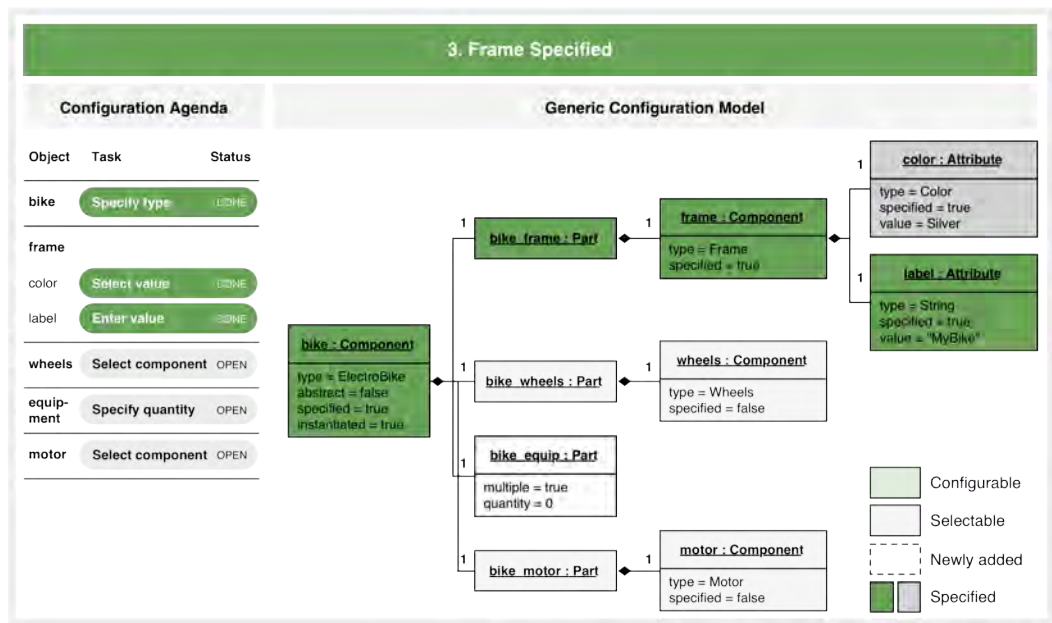 3. Frame Specified
Configuration Agenda
Object Task Status
bike Specify type DONE
frame
color Select value DONE
label Enter value DONE
wheels Select component OPEN
equip-
ment Specify quantity OPEN
motor Select component OPEN
Generic Configuration Model
bike : Component
type = ElectroBike
abstract = false
specified = true
instantiated = true
1
bike_frame : Part
1
frame : Component
type = Frame
specified = true
1
color : Attribute
type = Color
specified = true
value = Silver
1
label : Attribute
type = String
specified = true
value = "MyBike"
1
bike_wheels : Part
1
wheels : Component
type = Wheels
specified = false
1
bike_equip : Part
multiple = true
quantity = 0
1
bike_motor : Part
1
motor : Component
type = Motor
specified = false
Configurable
Selectable
Newly added
Specified